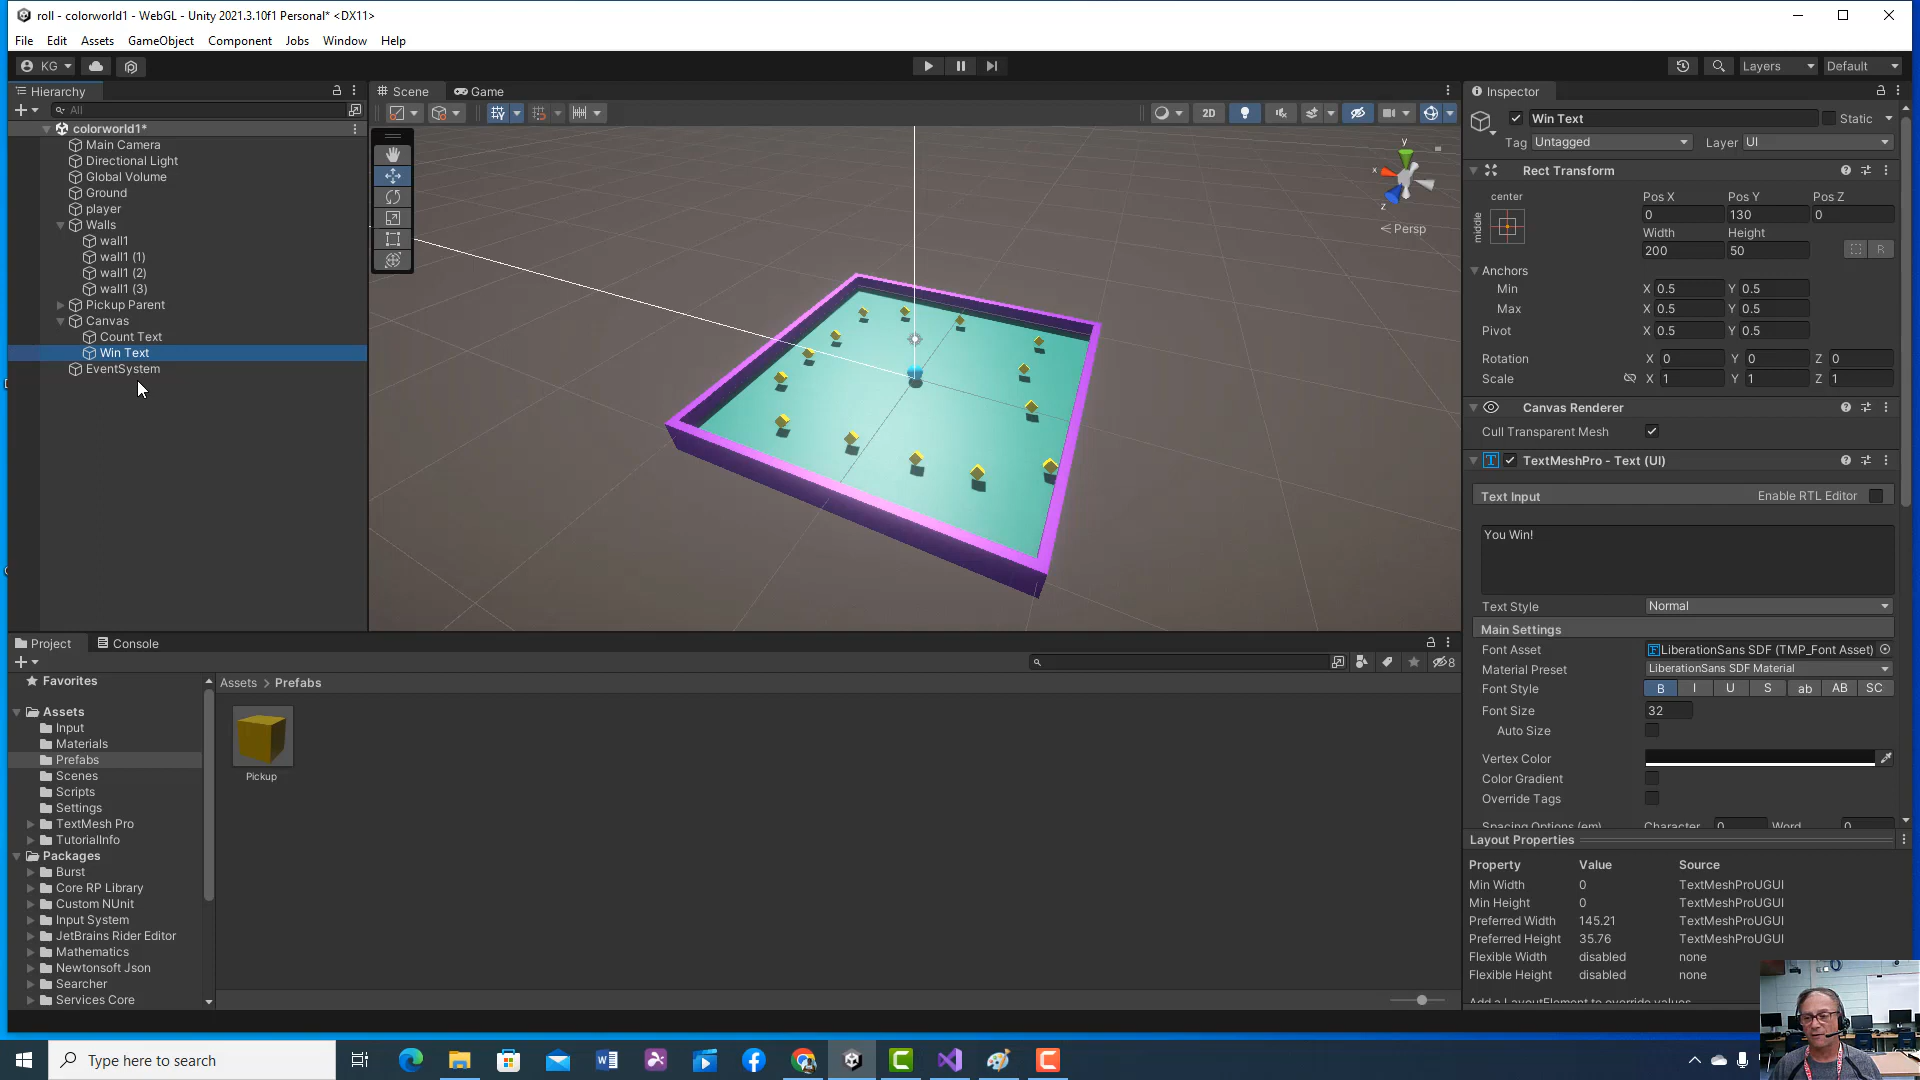 roll - colorworld1 - WebGL - Unity 2021.3.10f1 Personal* <DX11>
File Edit Assets GameObject Component Jobs Window Help
KG Layers Default
Hierarchy
All
colorworld1*
Main Camera
Directional Light
Global Volume
Ground
player
Walls
wall1
wall1 (1)
wall1 (2)
wall1 (3)
Pickup Parent
Canvas
Count Text
Win Text
EventSystem
Scene Game
2D
y
x
z
Persp
Inspector
Win Text Static
Tag Untagged Layer UI
Rect Transform
center
middle
Pos X Pos Y Pos Z
0 130 0
Width Height
200 50
R
Anchors
Min X 0.5 Y 0.5
Max X 0.5 Y 0.5
Pivot X 0.5 Y 0.5
Rotation X 0 Y 0 Z 0
Scale X 1 Y 1 Z 1
Canvas Renderer
Cull Transparent Mesh
TextMeshPro - Text (UI)
Text Input Enable RTL Editor
You Win!
Text Style Normal
Main Settings
Font Asset LiberationSans SDF (TMP_Font Asset)
Material Preset LiberationSans SDF Material
Font Style B I U S ab AB SC
Font Size 32
Auto Size
Vertex Color
Color Gradient
Override Tags
Spacing Options (em) Character 0 Word 0
Layout Properties
Property Value Source
Min Width 0 TextMeshProUGUI
Min Height 0 TextMeshProUGUI
Preferred Width 145.21 TextMeshProUGUI
Preferred Height 35.76 TextMeshProUGUI
Flexible Width disabled none
Flexible Height disabled none
Add a LayoutElement to override values
Project Console
8
Favorites
Assets
Input
Materials
Prefabs
Scenes
Scripts
Settings
TextMesh Pro
TutorialInfo
Packages
Burst
Core RP Library
Custom NUnit
Input System
JetBrains Rider Editor
Mathematics
Newtonsoft Json
Searcher
Services Core
Assets > Prefabs
Pickup
Type here to search